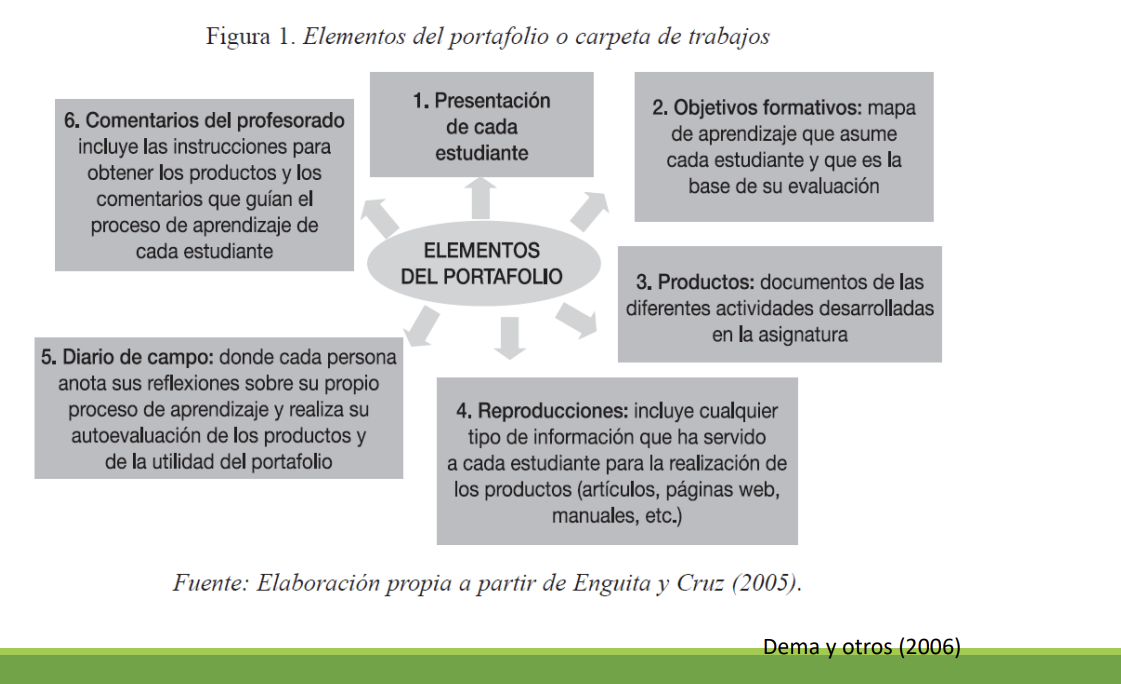 Figura 1. Elementos del portafolio o carpeta de trabajos
1. Presentación
de cada
estudiante
2. Objetivos formativos: mapa
de aprendizaje que asume
cada estudiante y que es la
base de su evaluación
3. Productos: documentos de las
diferentes actividades desarrolladas
en la asignatura
4. Reproducciones: incluye cualquier
tipo de información que ha servido
a cada estudiante para la realización de
los productos (artículos, páginas web,
manuales, etc.)
5. Diario de campo: donde cada persona
anota sus reflexiones sobre su propio
proceso de aprendizaje y realiza su
autoevaluación de los productos y
de la utilidad del portafolio
6. Comentarios del profesorado
incluye las instrucciones para
obtener los productos y los
comentarios que guían el
proceso de aprendizaje de
cada estudiante
ELEMENTOS
DEL PORTAFOLIO
Fuente: Elaboración propia a partir de Enguita y Cruz (2005).
Dema y otros (2006)